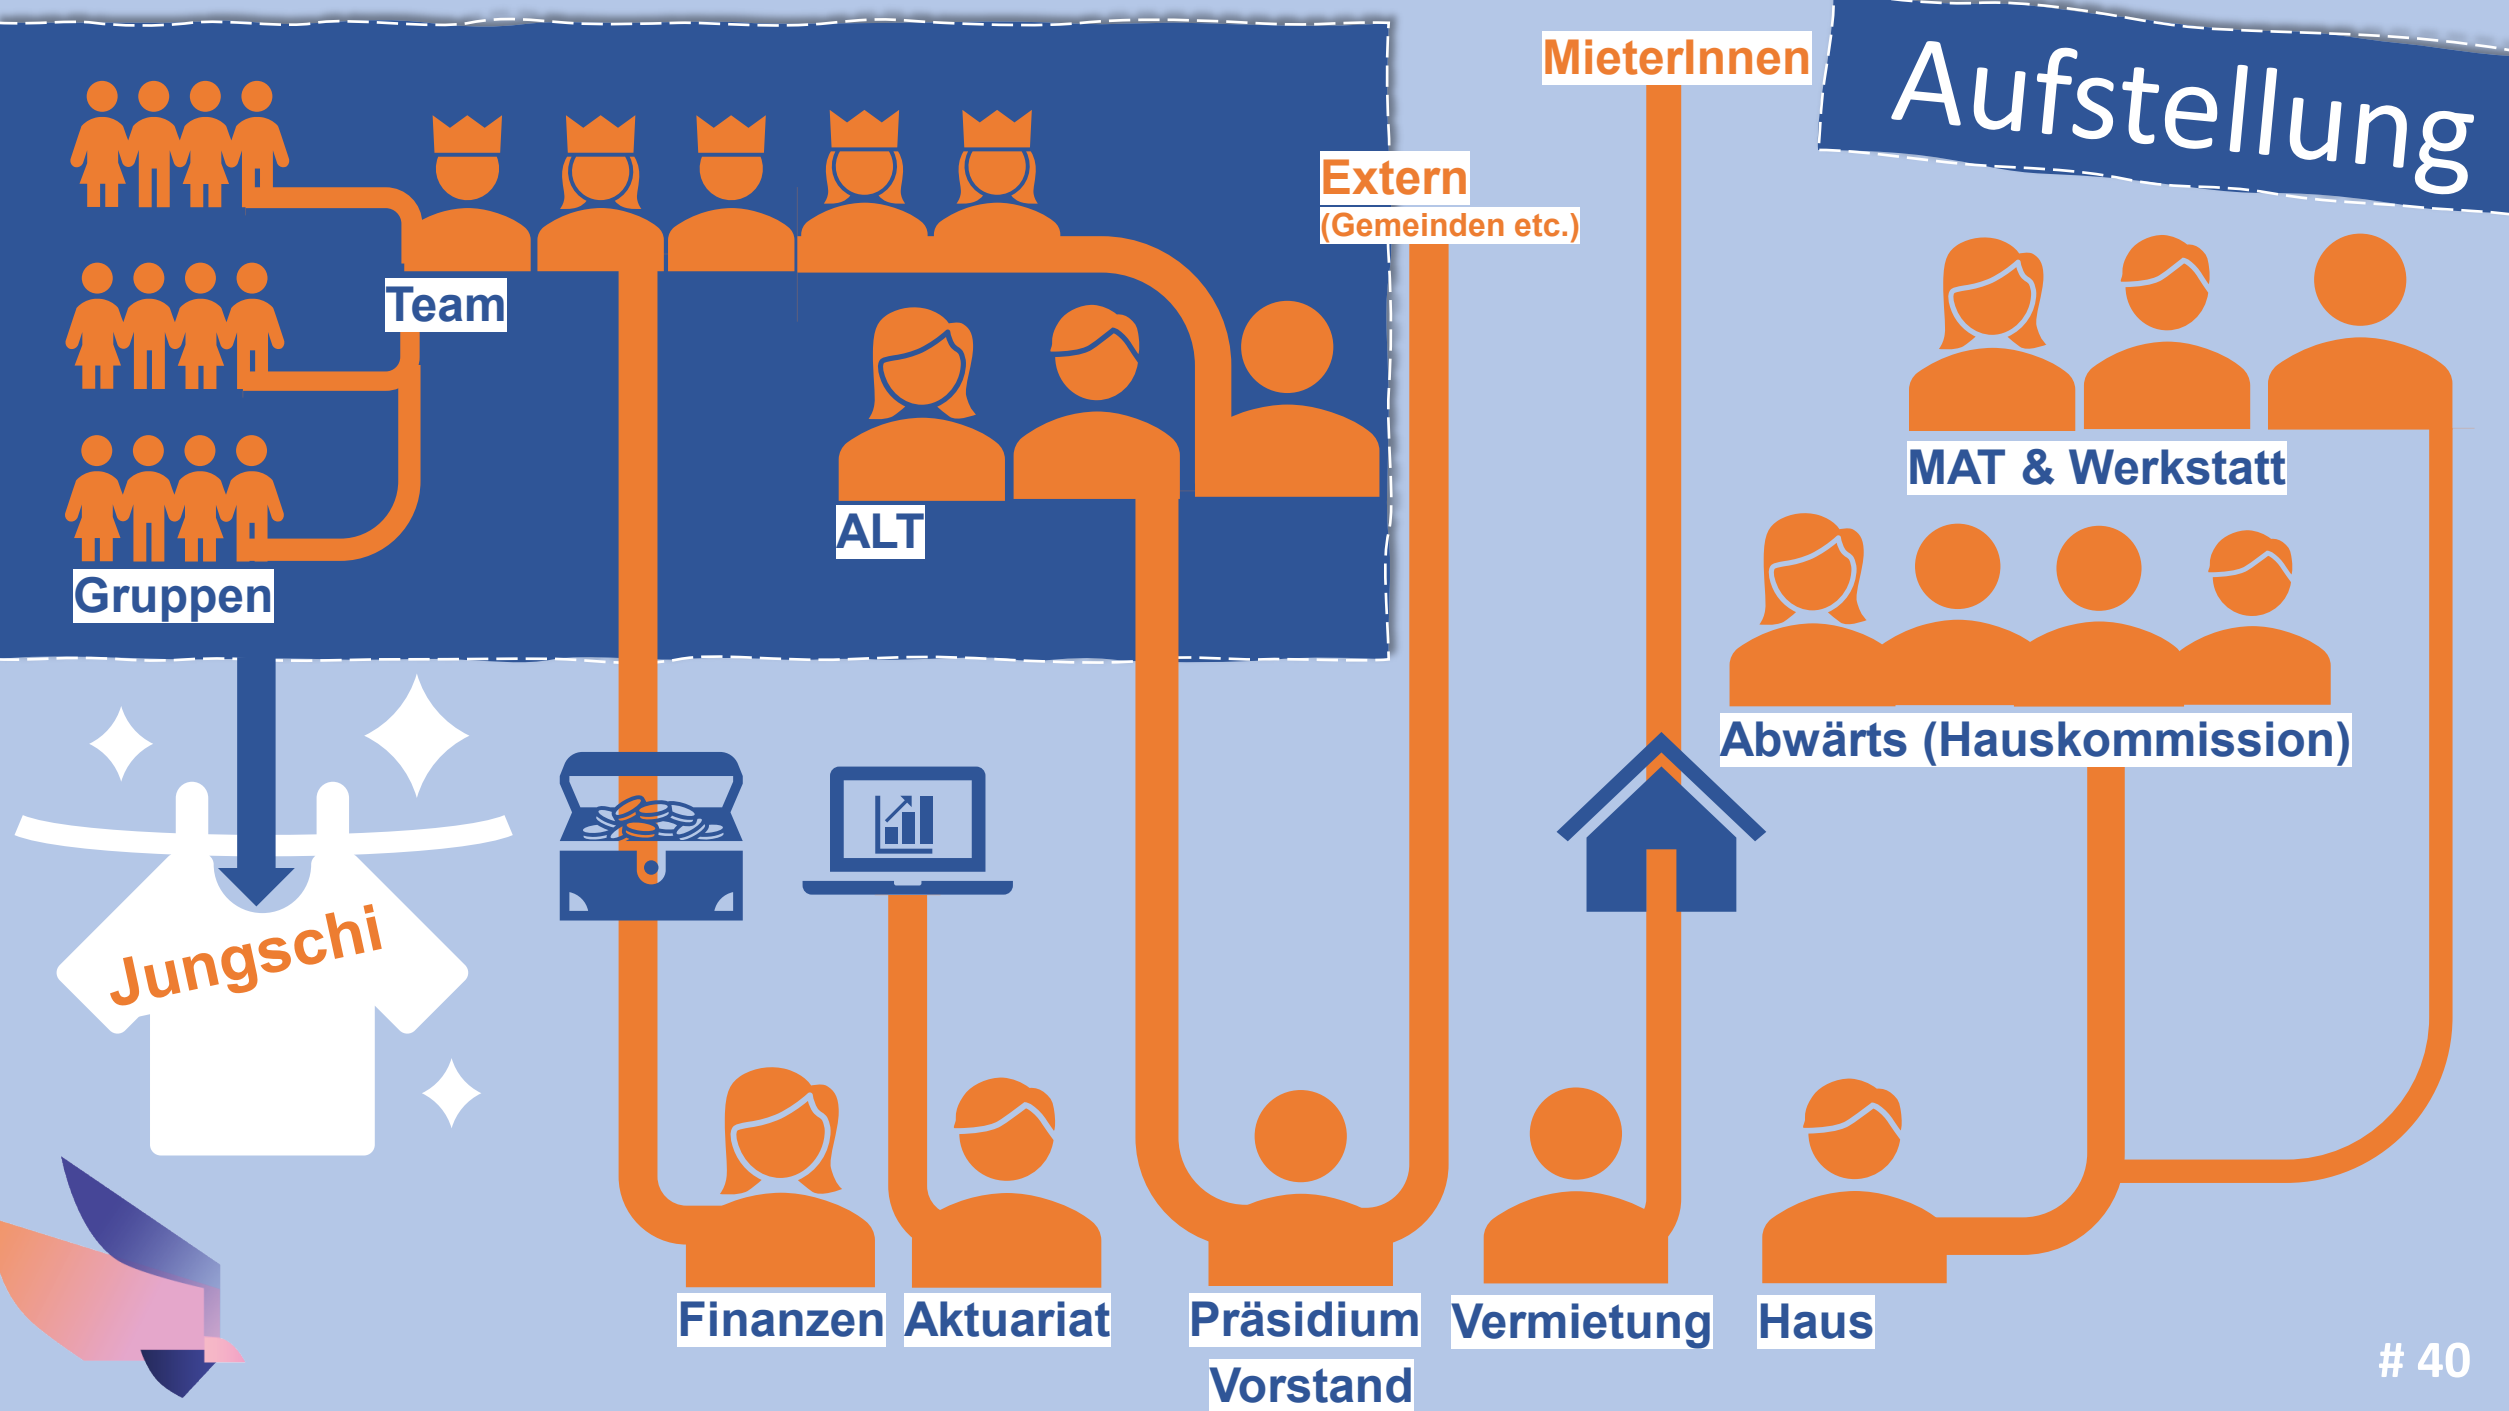 Aufstellung
MieterInnen
Extern
(Gemeinden etc.)
Team
ALT
Gruppen
MAT & Werkstatt
Abwärts (Hauskommission)
Jungschi
Finanzen
Aktuariat
Präsidium
Vermietung
Haus
Vorstand
# 40